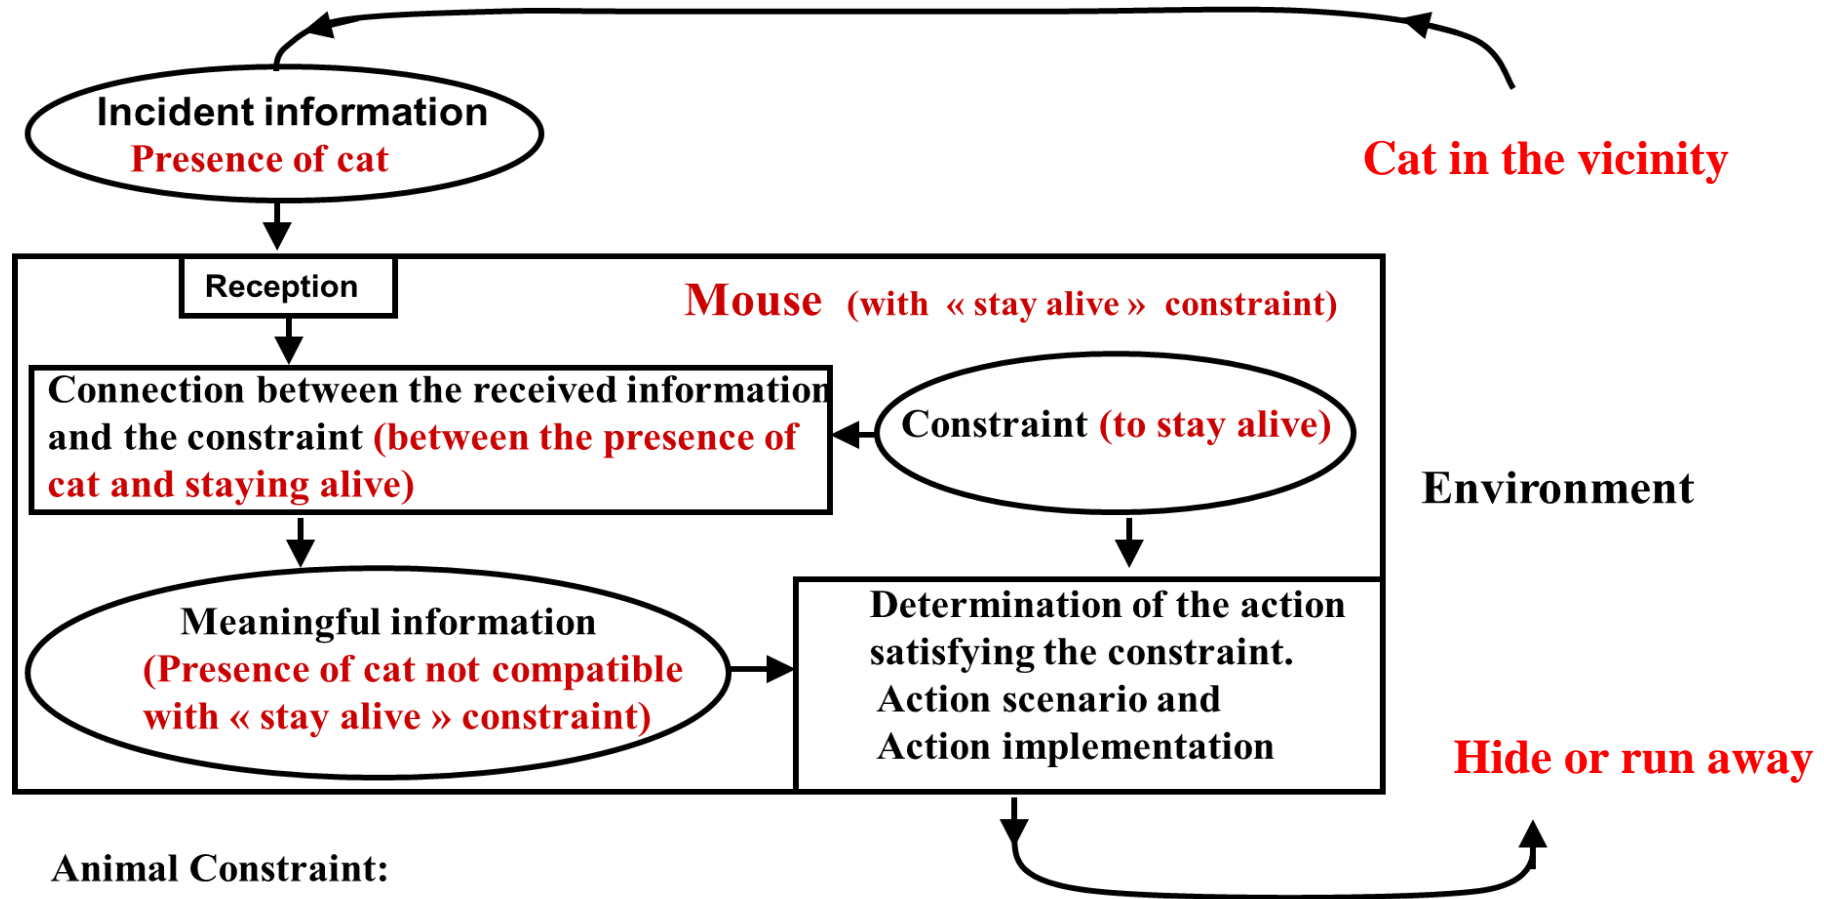 Incident information
Presence of cat
Cat in the vicinity
Reception
Mouse (with « stay alive » constraint)
Connection between the received information
and the constraint (between the presence of
cat and staying alive)
Constraint (to stay alive)
Environment
Meaningful information
(Presence of cat not compatible
with « stay alive » constraint)
Determination of the action
satisfying the constraint.
Action scenario and
Action implementation
Hide or run away
Animal Constraint: